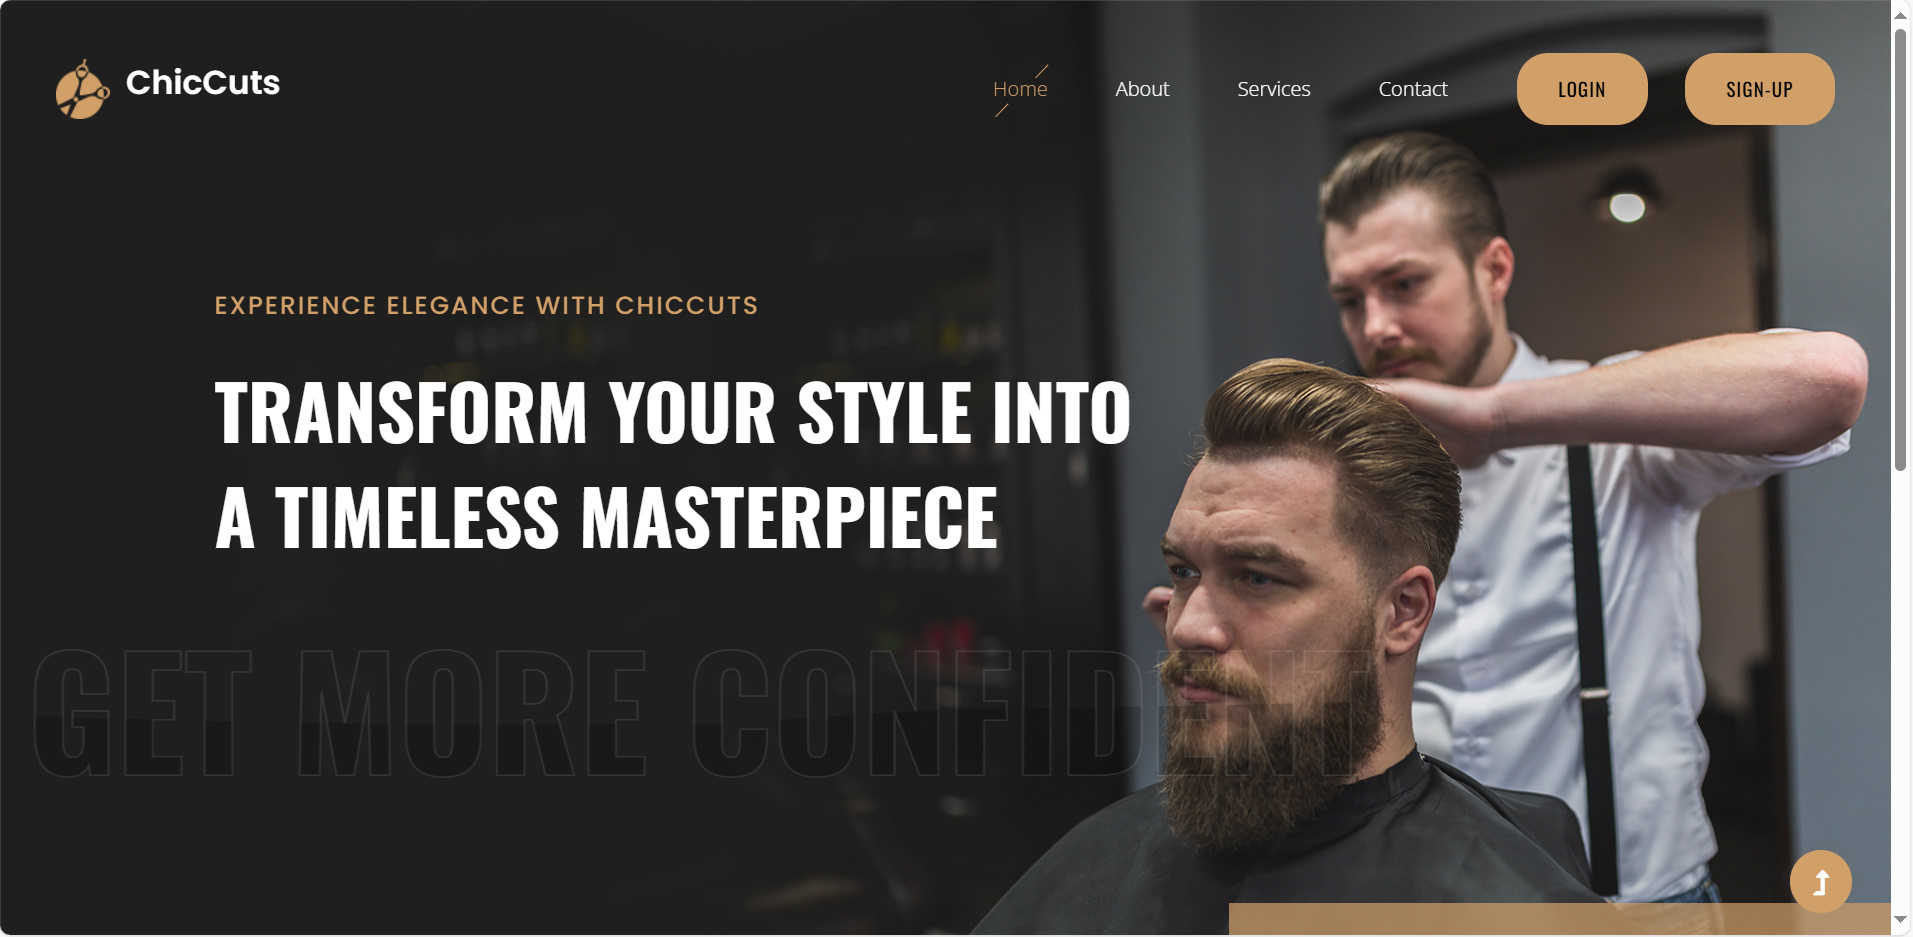 ChicCuts
Home About Services Contact LOGIN SIGN-UP
EXPERIENCE ELEGANCE WITH CHICCUTS
TRANSFORM YOUR STYLE INTO
A TIMELESS MASTERPIECE
GET MORE CONFIDENT